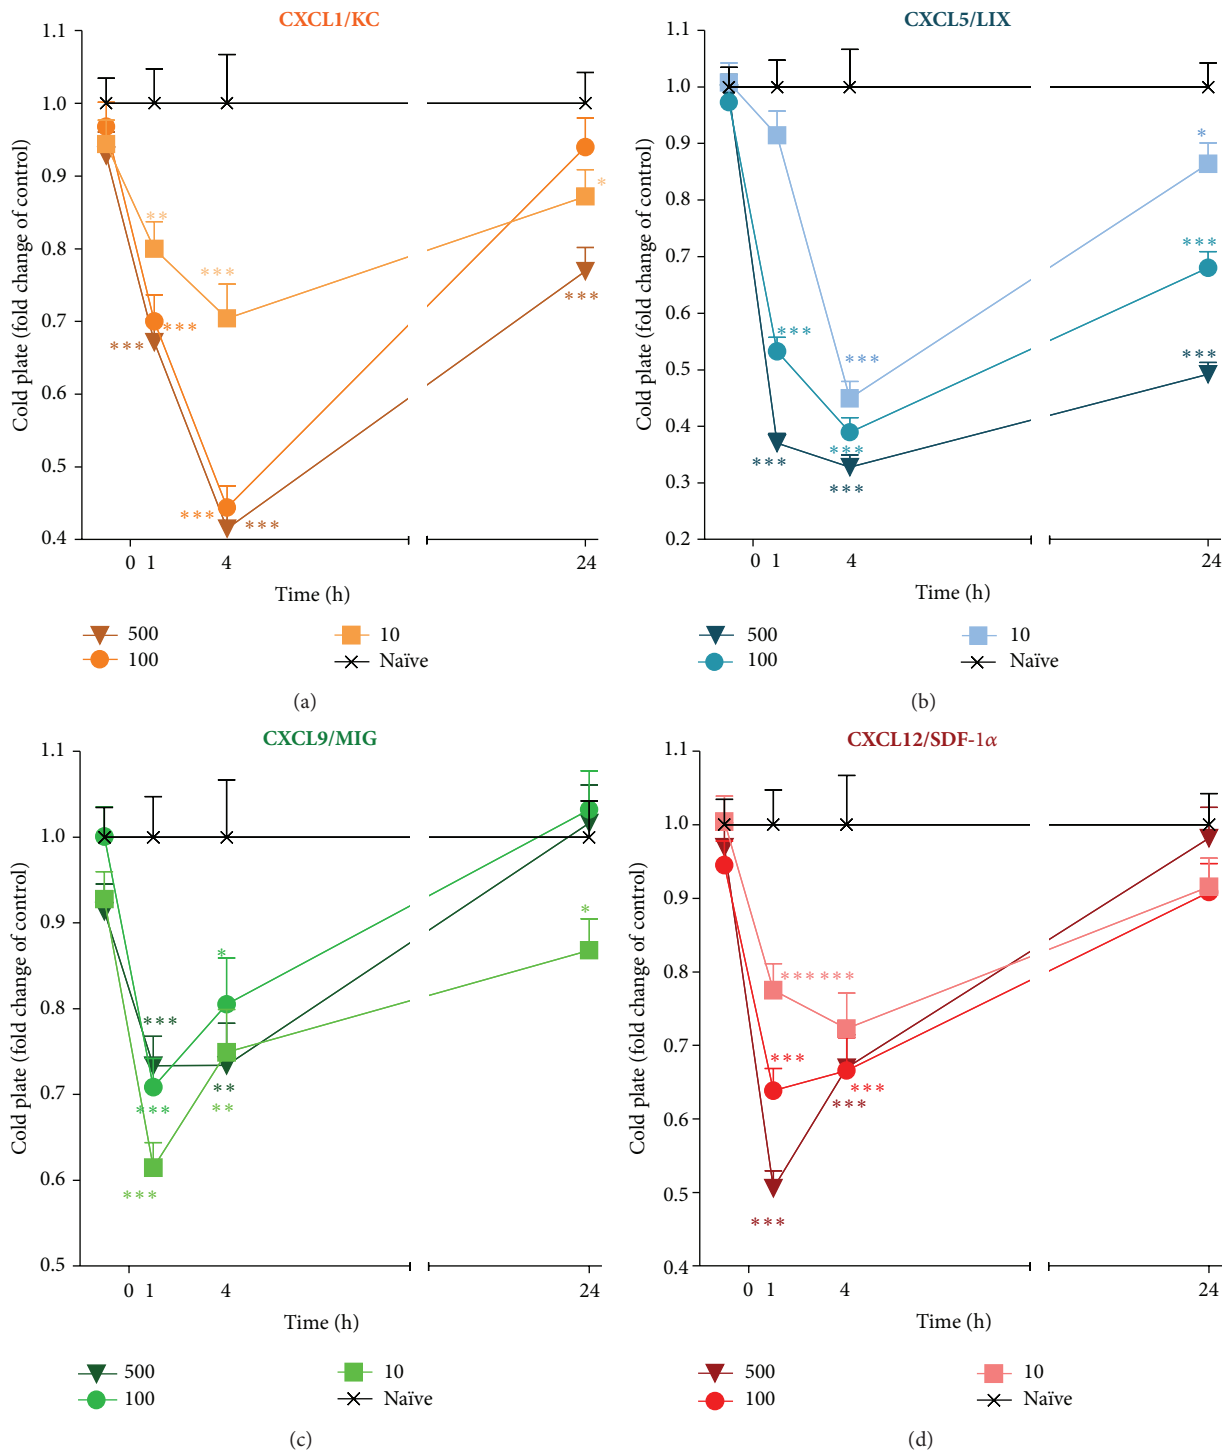 CXCL1/KC
1.1
1.0
0.9
0.8
0.7
0.6
0.5
0.4
Cold plate (fold change of control)
**
***
***
***
***
***
*
***
0 1 4 24
Time (h)
500 10
100 Naïve
(a)
CXCL5/LIX
1.1
1.0
0.9
0.8
0.7
0.6
0.5
0.4
0.3
0.2
Cold plate (fold change of control)
***
***
***
***
***
*
***
***
0 1 4 24
Time (h)
500 10
100 Naïve
(b)
CXCL9/MIG
1.1
1.0
0.9
0.8
0.7
0.6
0.5
Cold plate (fold change of control)
***
***
***
*
**
**
*
0 1 4 24
Time (h)
500 10
100 Naïve
(c)
CXCL12/SDF-1α
1.1
1.0
0.9
0.8
0.7
0.6
0.5
0.4
Cold plate (fold change of control)
*** ***
***
***
***
***
0 1 4 24
Time (h)
500 10
100 Naïve
(d)